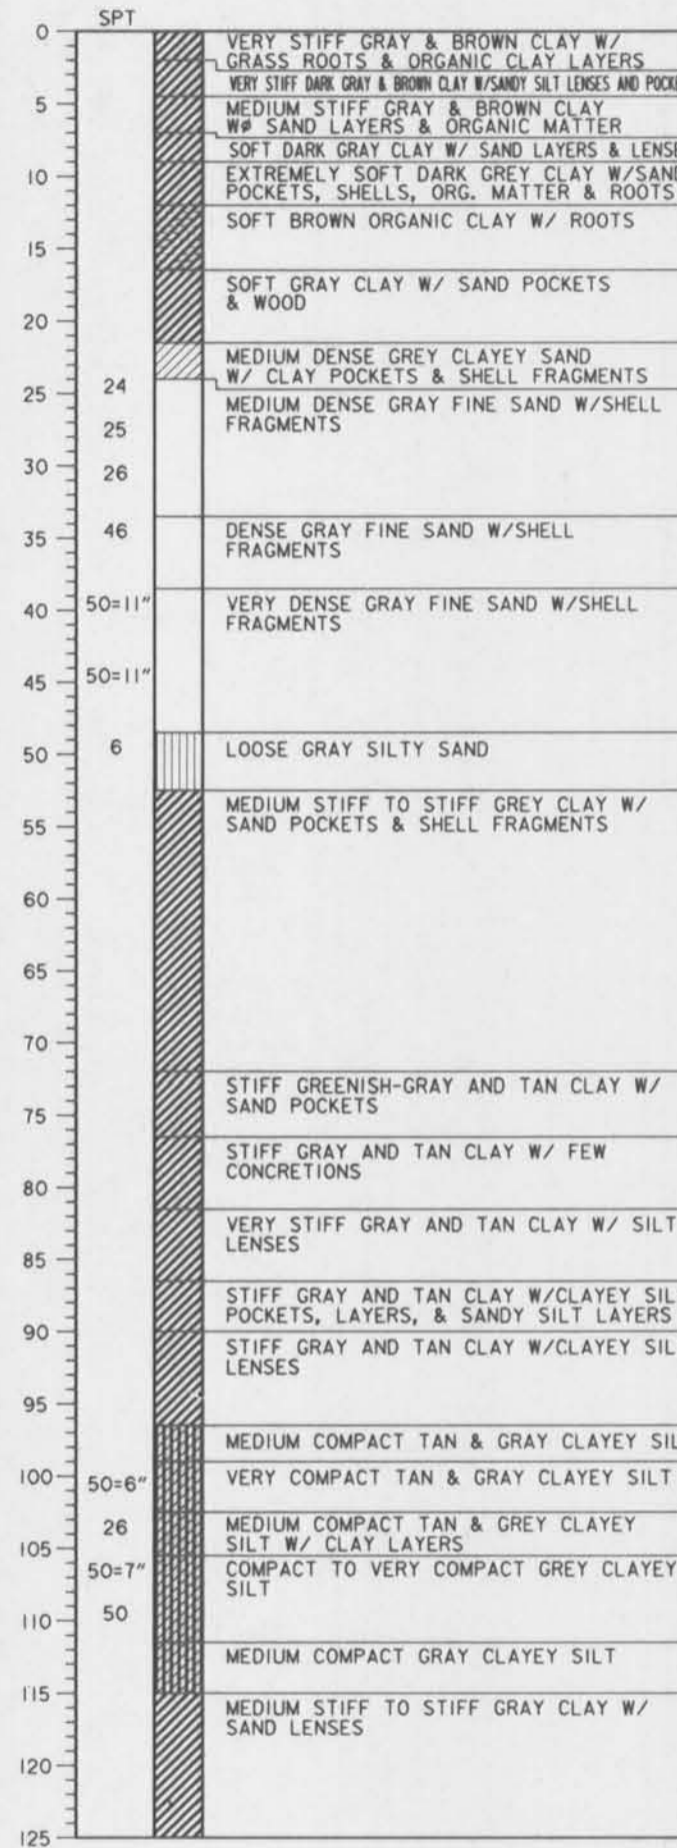 SPT
0
VERY STIFF GRAY & BROWN CLAY W/
GRASS ROOTS & ORGANIC CLAY LAYERS
VERY STIFF DARK GRAY & BROWN CLAY W/SANDY SILT LENSES AND POCKE
5
MEDIUM STIFF GRAY & BROWN CLAY
WØ SAND LAYERS & ORGANIC MATTER
SOFT DARK GRAY CLAY W/ SAND LAYERS & LENSE
10
EXTREMELY SOFT DARK GREY CLAY W/SAND
POCKETS, SHELLS, ORG. MATTER & ROOTS
SOFT BROWN ORGANIC CLAY W/ ROOTS
15
SOFT GRAY CLAY W/ SAND POCKETS
& WOOD
20
MEDIUM DENSE GREY CLAYEY SAND
W/ CLAY POCKETS & SHELL FRAGMENTS
24
25
MEDIUM DENSE GRAY FINE SAND W/SHELL
FRAGMENTS
25
30
26
35
46
DENSE GRAY FINE SAND W/SHELL
FRAGMENTS
40
50=11"
VERY DENSE GRAY FINE SAND W/SHELL
FRAGMENTS
45
50=11"
50
6
LOOSE GRAY SILTY SAND
MEDIUM STIFF TO STIFF GREY CLAY W/
SAND POCKETS & SHELL FRAGMENTS
55
60
65
70
STIFF GREENISH-GRAY AND TAN CLAY W/
SAND POCKETS
75
STIFF GRAY AND TAN CLAY W/ FEW
CONCRETIONS
80
VERY STIFF GRAY AND TAN CLAY W/ SILT
LENSES
85
STIFF GRAY AND TAN CLAY W/CLAYEY SIL
POCKETS, LAYERS, & SANDY SILT LAYERS
90
STIFF GRAY AND TAN CLAY W/CLAYEY SIL
LENSES
95
MEDIUM COMPACT TAN & GRAY CLAYEY SIL
100
50=6"
VERY COMPACT TAN & GRAY CLAYEY SILT
26
MEDIUM COMPACT TAN & GREY CLAYEY
SILT W/ CLAY LAYERS
105
50=7"
COMPACT TO VERY COMPACT GREY CLAYEY
SILT
50
110
MEDIUM COMPACT GRAY CLAYEY SILT
115
MEDIUM STIFF TO STIFF GRAY CLAY W/
SAND LENSES
120
125